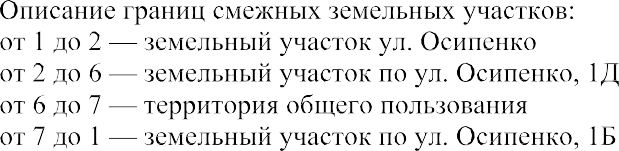 Описание границ смежных земельных участков:
от 1 до 2 — земельный участок ул. Осипенко
от 2 до 6 — земельный участок по ул. Осипенко, 1Д
от 6 до 7 — территория общего пользования
от 7 до 1 — земельный участок по ул. Осипенко, 1Б